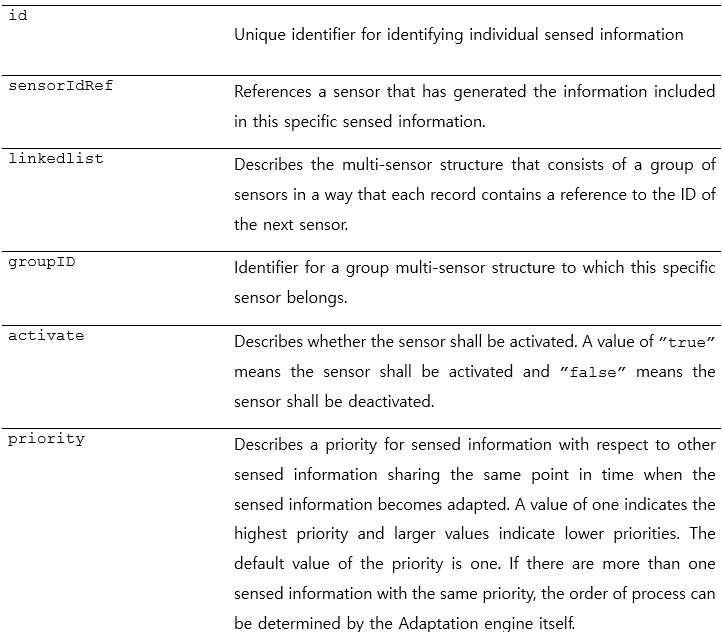 id
Unique identifier for identifying individual sensed information
sensorIdRef
References a sensor that has generated the information included
in this specific sensed information.
linkedlist
Describes the multi-sensor structure that consists of a group of
sensors in a way that each record contains a reference to the ID of
the next sensor.
groupID
Identifier for a group multi-sensor structure to which this specific
sensor belongs.
activate
Describes whether the sensor shall be activated. A value of ″true″
means the sensor shall be activated and ″false″ means the
sensor shall be deactivated.
priority
Describes a priority for sensed information with respect to other
sensed information sharing the same point in time when the
sensed information becomes adapted. A value of one indicates the
highest priority and larger values indicate lower priorities. The
default value of the priority is one. If there are more than one
sensed information with the same priority, the order of process can
be determined by the Adaptation engine itself.